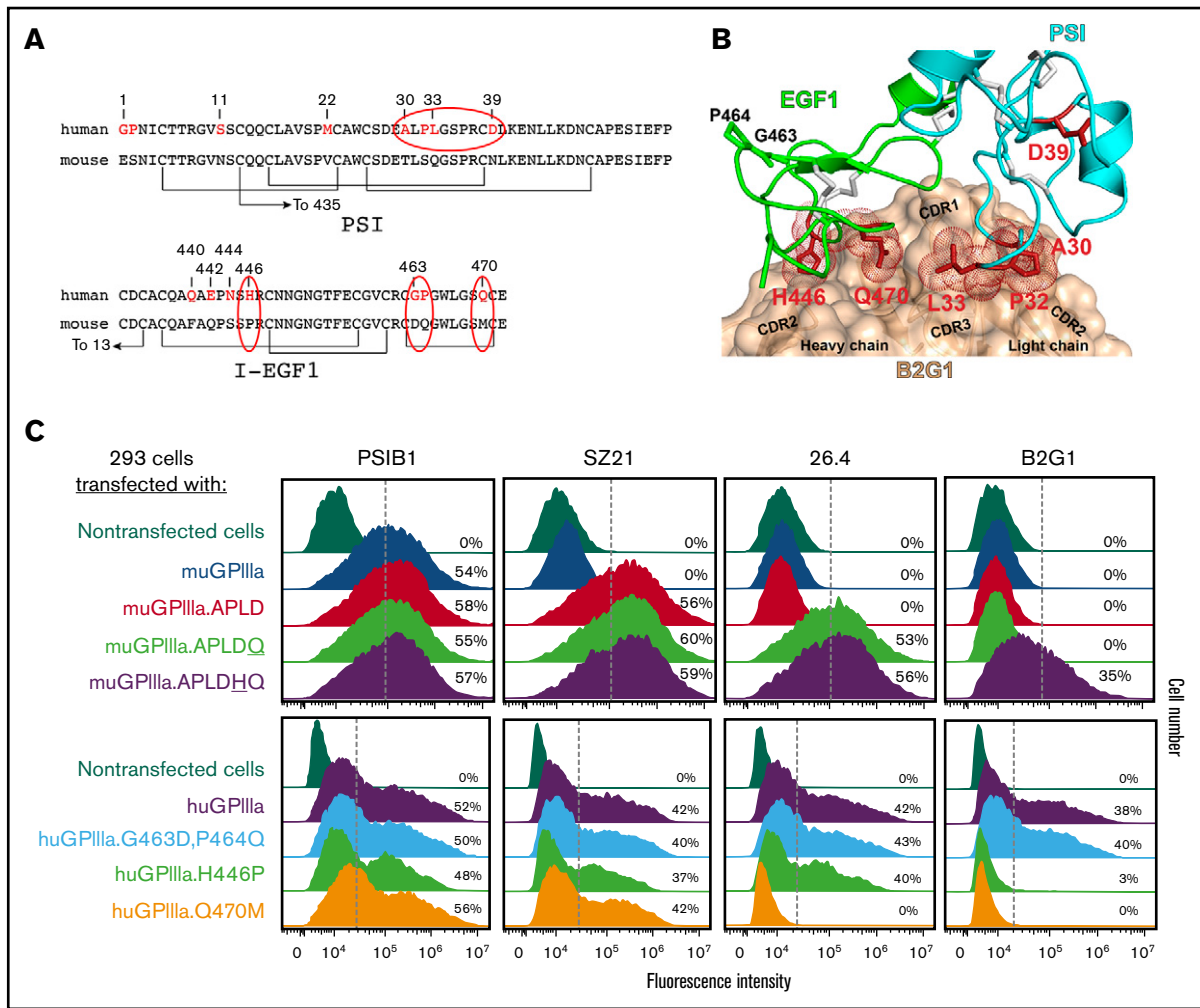 A
1 11 22 30 33 39
human GPNICTTRGVSSCQQCLAVSPMCAWCSDEALPLGSPRCDLKENLLKDNCAPESIEFP
mouse ESNICTTRGVNSCQQCLAVSPVCAWCSDETLSQGSPRCNLKENLLKDNCAPESIEFP
To 435
PSI
440 442 444 446 463 470
human CDCACQAQAEPNSHRCNNGNGTFECGVCRCGPGWLGSQCE
mouse CDCACQAFAQPSSPRCNNGNGTFECGVCRCDQGWLGSMCE
To 13
I-EGF1
B
PSI
EGF1
P464
G463
D39
CDR1
A30
H446 Q470 L33 P32
CDR2 CDR3 CDR2
Heavy chain Light chain
B2G1
C
293 cells
transfected with:
PSIB1 SZ21 26.4 B2G1
Nontransfected cells 0% 0% 0% 0%
muGPIIIa 54% 0% 0% 0%
muGPIIIa.APLD 58% 56% 0% 0%
muGPIIIa.APLDQ 55% 60% 53% 0%
muGPIIIa.APLDHQ 57% 59% 56% 35%
Nontransfected cells 0% 0% 0% 0%
huGPIIIa 52% 42% 42% 38%
huGPIIIa.G463D,P464Q 50% 40% 43% 40%
huGPIIIa.H446P 48% 37% 40% 3%
huGPIIIa.Q470M 56% 42% 0% 0%
0 10⁴ 10⁵ 10⁶ 10⁷ 0 10⁴ 10⁵ 10⁶ 10⁷ 0 10⁴ 10⁵ 10⁶ 10⁷ 0 10⁴ 10⁵ 10⁶ 10⁷
Fluorescence intensity
Cell number